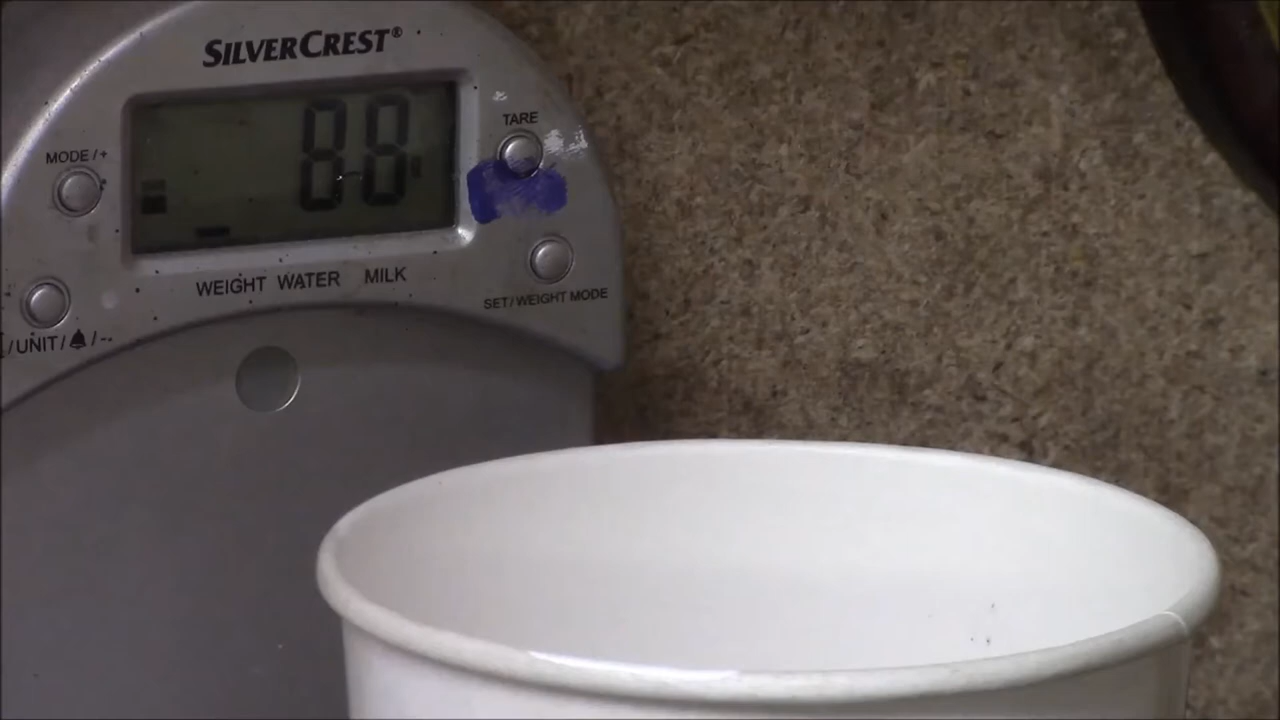 SILVERCREST®
88
TARE
MODE/+
WEIGHT WATER MILK
SET/WEIGHT MODE
/UNIT/🔔/-